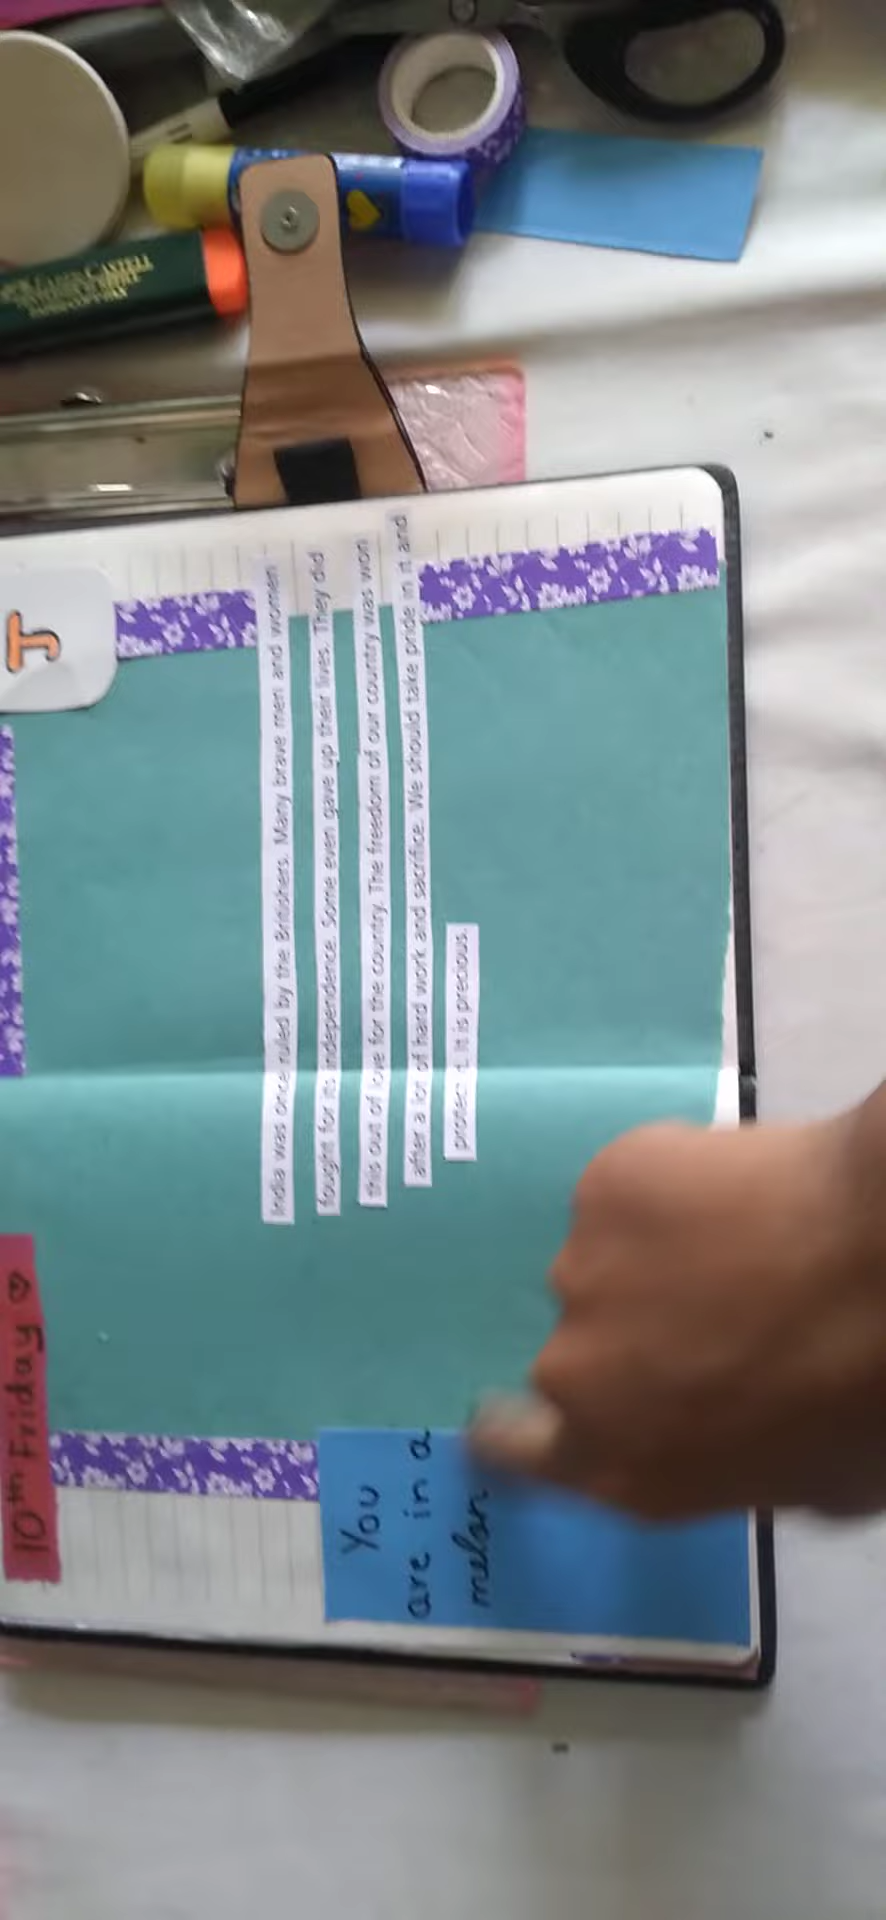 J
10th Friday
India was once ruled by the Britishers. Many brave men and women
fought for its independence. Some even gave up their lives. They did
this out of love for the country. The freedom of our country was won
after a lot of hard work and sacrifice. We should take pride in it and
protect it. It is precious.
You
are in a
melon
FABER-CASTELL